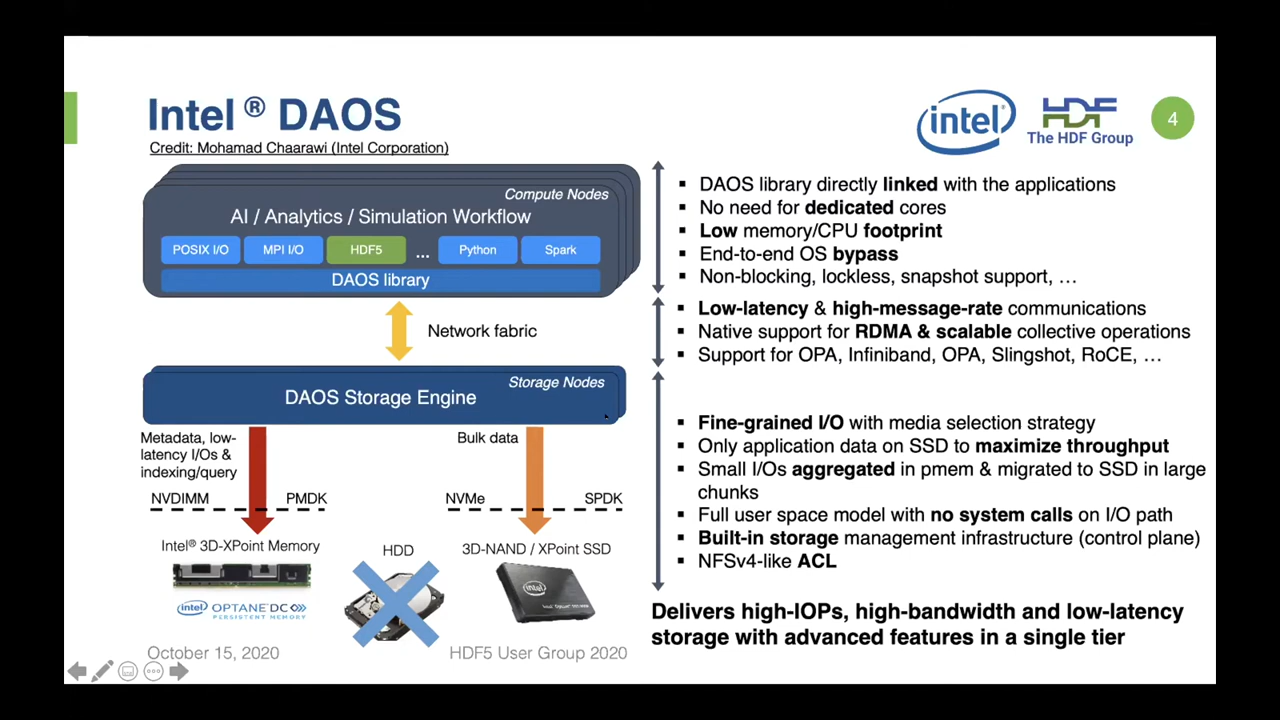 Intel ® DAOS
Credit: Mohamad Chaarawi (Intel Corporation)
intel®
HDF
The HDF Group
4
Compute Nodes
AI / Analytics / Simulation Workflow
POSIX I/O
MPI I/O
HDF5
...
Python
Spark
DAOS library
Network fabric
Storage Nodes
DAOS Storage Engine
Metadata, low-
latency I/Os &
indexing/query
Bulk data
NVDIMM
PMDK
NVMe
SPDK
Intel® 3D-XPoint Memory
HDD
3D-NAND / XPoint SSD
intel OPTANE DC
PERSISTENT MEMORY
intel
▪ DAOS library directly linked with the applications
▪ No need for dedicated cores
▪ Low memory/CPU footprint
▪ End-to-end OS bypass
▪ Non-blocking, lockless, snapshot support, …
▪ Low-latency & high-message-rate communications
▪ Native support for RDMA & scalable collective operations
▪ Support for OPA, Infiniband, OPA, Slingshot, RoCE, …
▪ Fine-grained I/O with media selection strategy
▪ Only application data on SSD to maximize throughput
▪ Small I/Os aggregated in pmem & migrated to SSD in large
chunks
▪ Full user space model with no system calls on I/O path
▪ Built-in storage management infrastructure (control plane)
▪ NFSv4-like ACL
Delivers high-IOPs, high-bandwidth and low-latency
storage with advanced features in a single tier
October 15, 2020
HDF5 User Group 2020